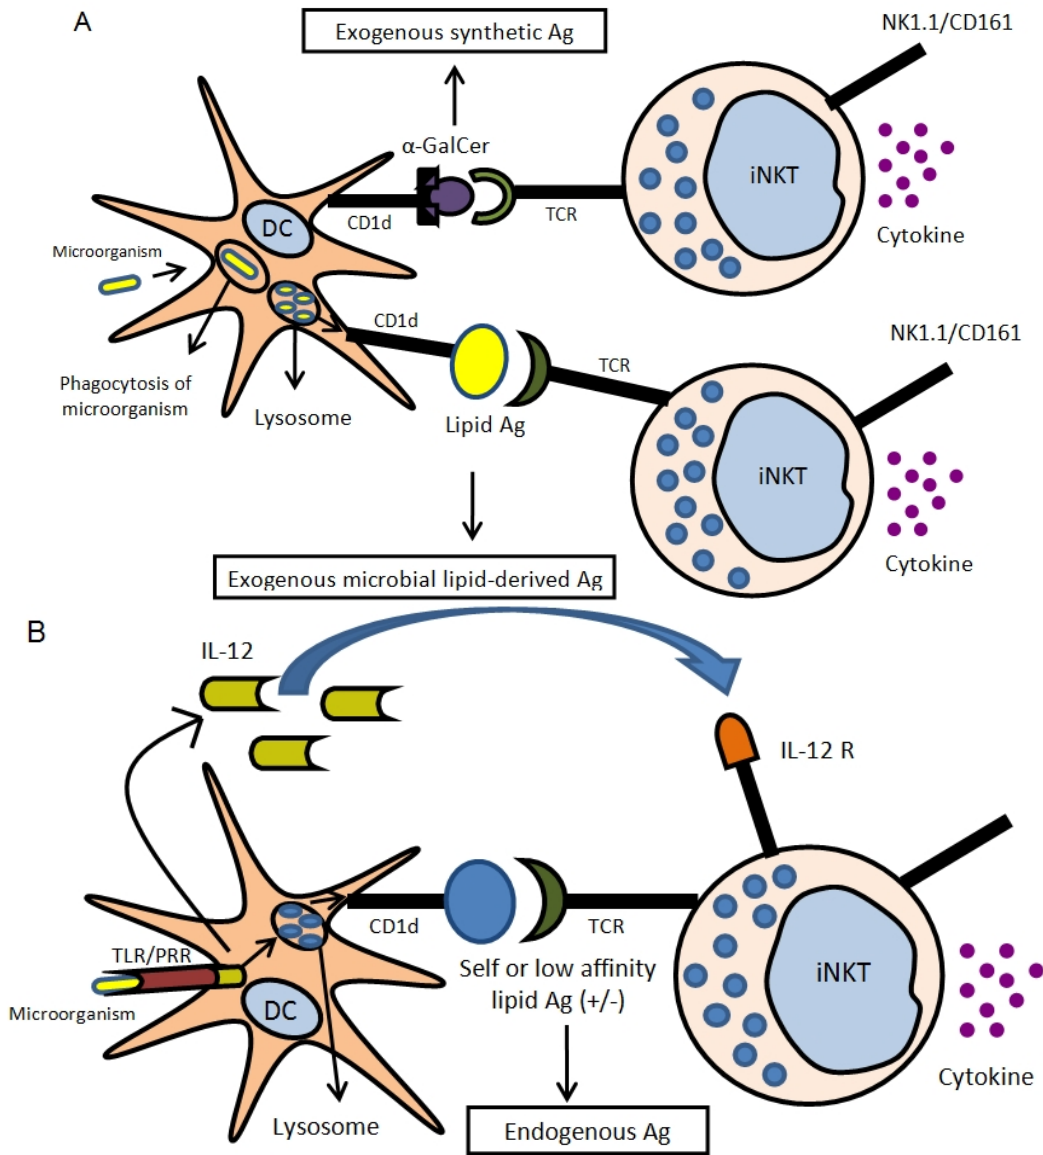 A
Exogenous synthetic Ag
NK1.1/CD161
α-GalCer
iNKT
DC
CD1d
TCR
Cytokine
Microorganism
CD1d
NK1.1/CD161
TCR
Phagocytosis of
microorganism
Lysosome
Lipid Ag
iNKT
Cytokine
Exogenous microbial lipid-derived Ag
B
IL-12
IL-12 R
CD1d
TCR
TLR/PRR
Self or low affinity
lipid Ag (+/-)
iNKT
Microorganism
DC
Cytokine
Lysosome
Endogenous Ag